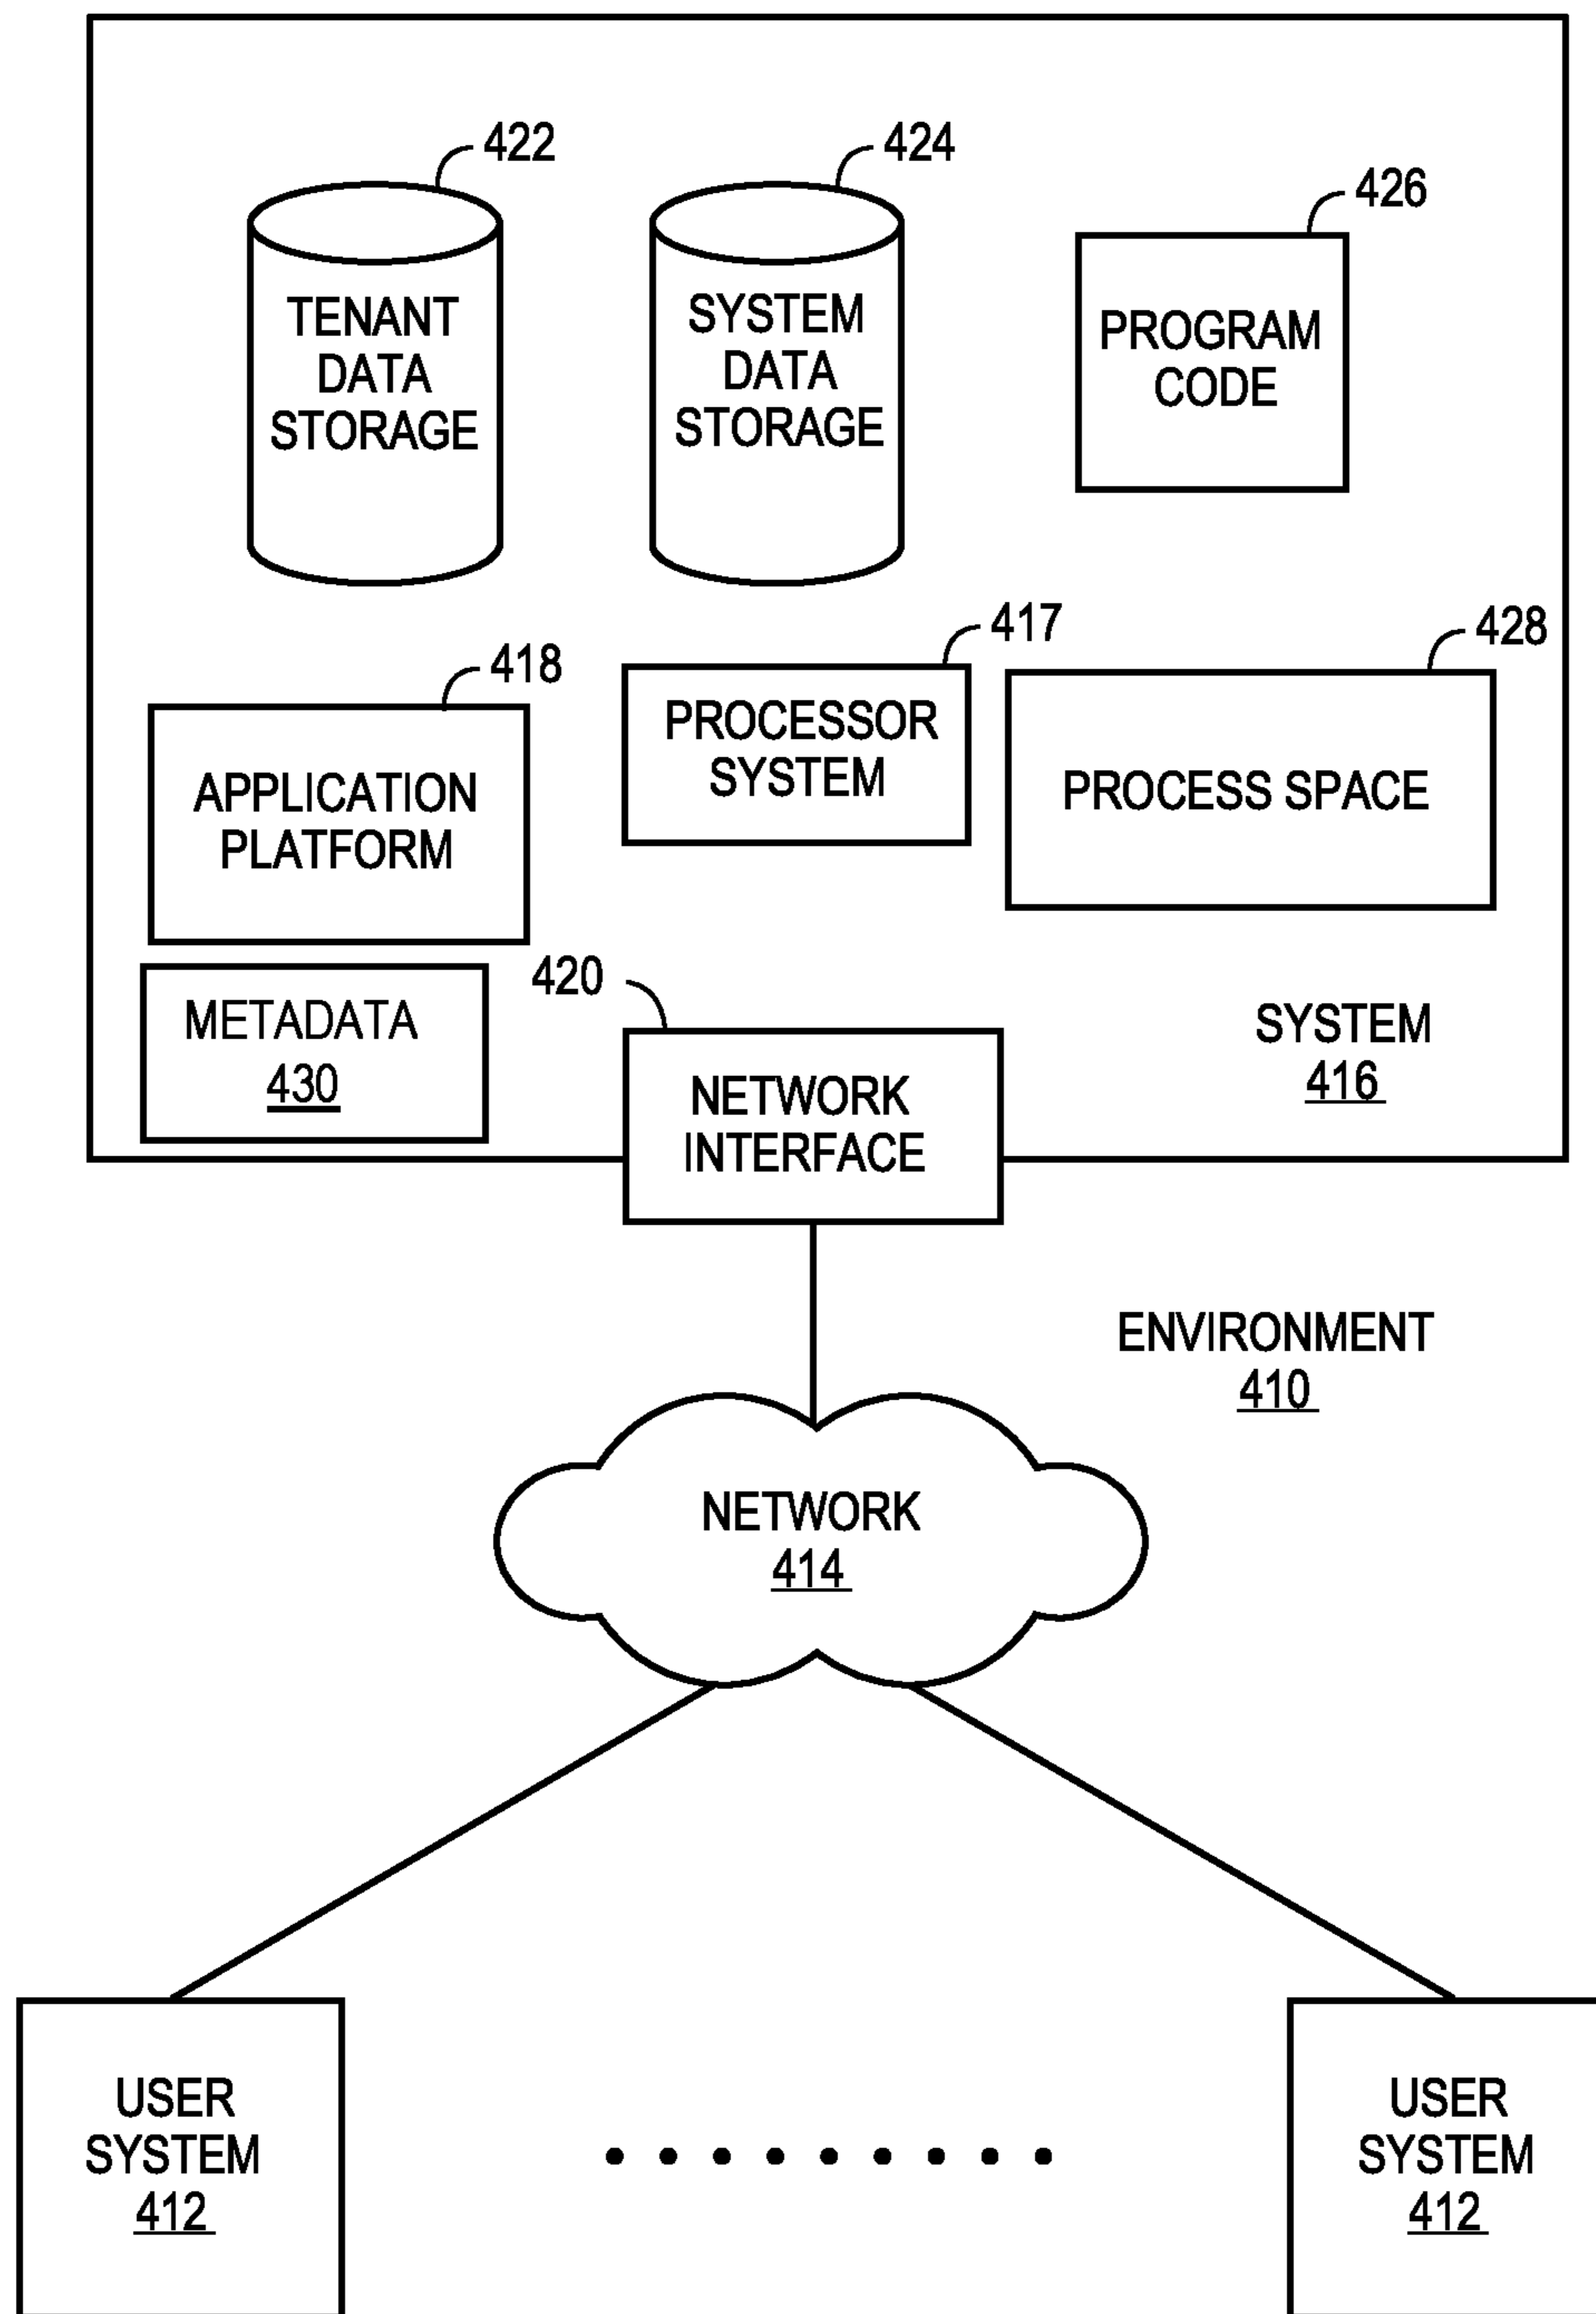 422
424
426
TENANT
DATA
STORAGE
SYSTEM
DATA
STORAGE
PROGRAM
CODE
418
417
428
APPLICATION
PLATFORM
PROCESSOR
SYSTEM
PROCESS SPACE
METADATA
430
420
NETWORK
INTERFACE
SYSTEM
416
ENVIRONMENT
410
NETWORK
414
USER
SYSTEM
412
USER
SYSTEM
412